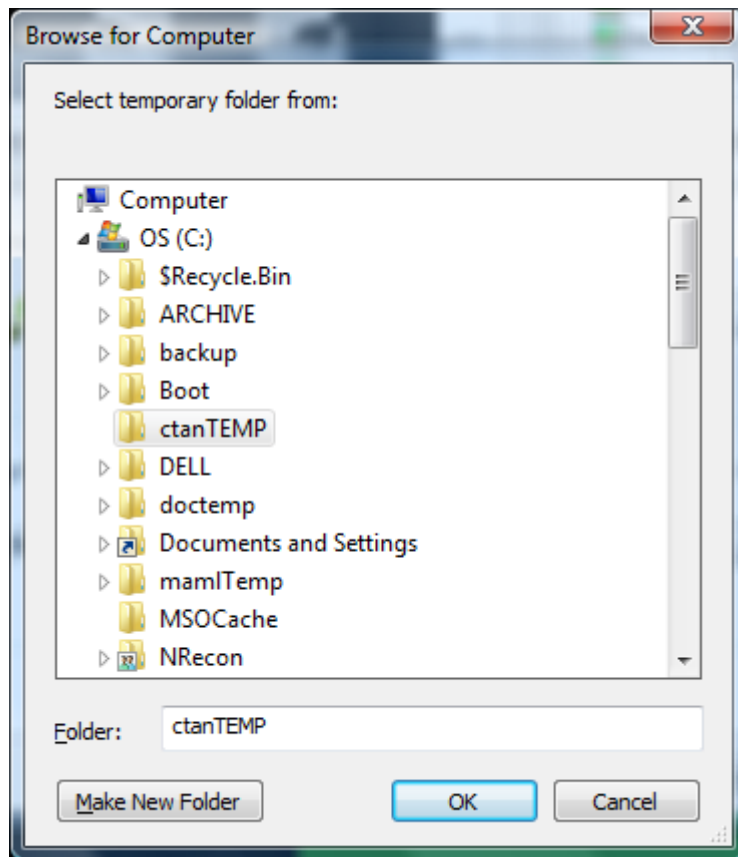 Browse for Computer
Select temporary folder from:
Computer
OS (C:)
$Recycle.Bin
ARCHIVE
backup
Boot
ctanTEMP
DELL
doctemp
Documents and Settings
mamlTemp
MSOCache
NRecon
Folder: ctanTEMP
Make New Folder OK Cancel